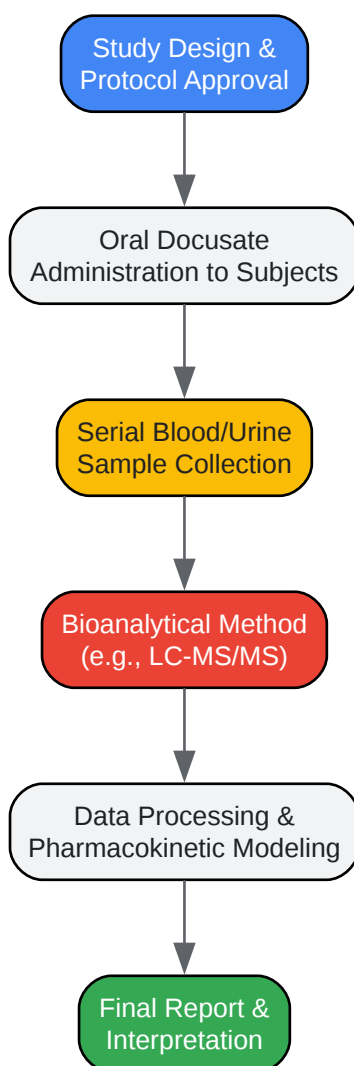 Study Design &
Protocol Approval
Oral Docusate
Administration to Subjects
Serial Blood/Urine
Sample Collection
Bioanalytical Method
(e.g., LC-MS/MS)
Data Processing &
Pharmacokinetic Modeling
Final Report &
Interpretation